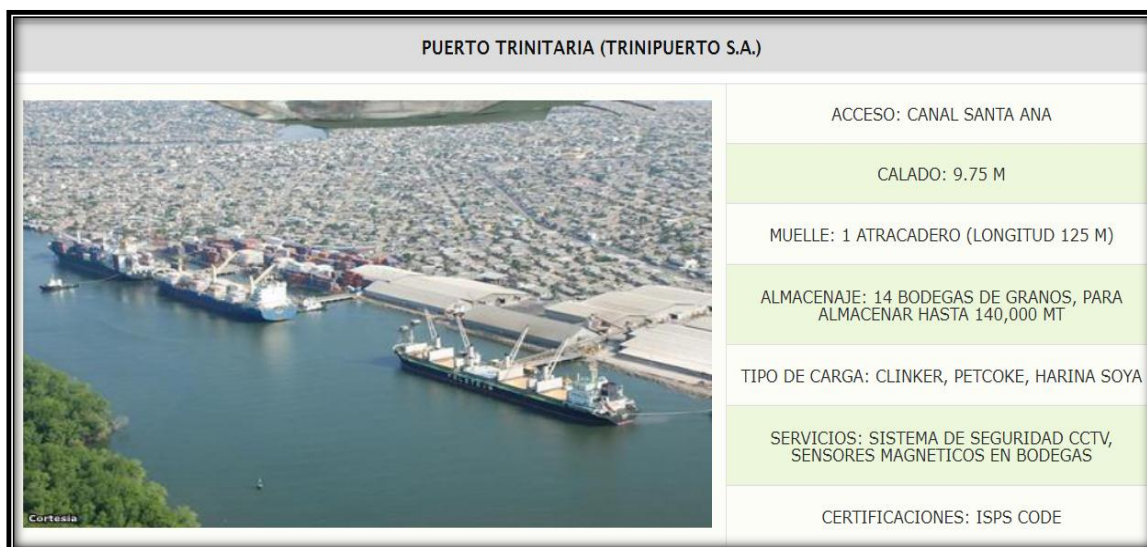 PUERTO TRINITARIA (TRINIPUERTO S.A.)
ACCESO: CANAL SANTA ANA
CALADO: 9.75 M
MUELLE: 1 ATRACADERO (LONGITUD 125 M)
ALMACENAJE: 14 BODEGAS DE GRANOS, PARA
ALMACENAR HASTA 140,000 MT
TIPO DE CARGA: CLINKER, PETCOKE, HARINA SOYA
SERVICIOS: SISTEMA DE SEGURIDAD CCTV,
SENSORES MAGNETICOS EN BODEGAS
CERTIFICACIONES: ISPS CODE
Cortesia